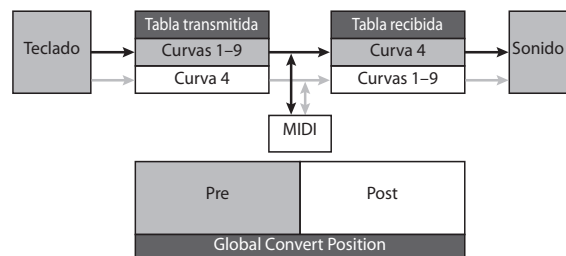 Tabla transmitida
Tabla recibida
Teclado
Curvas 1–9
Curva 4
Sonido
Curva 4
Curvas 1–9
MIDI
Pre
Post
Global Convert Position